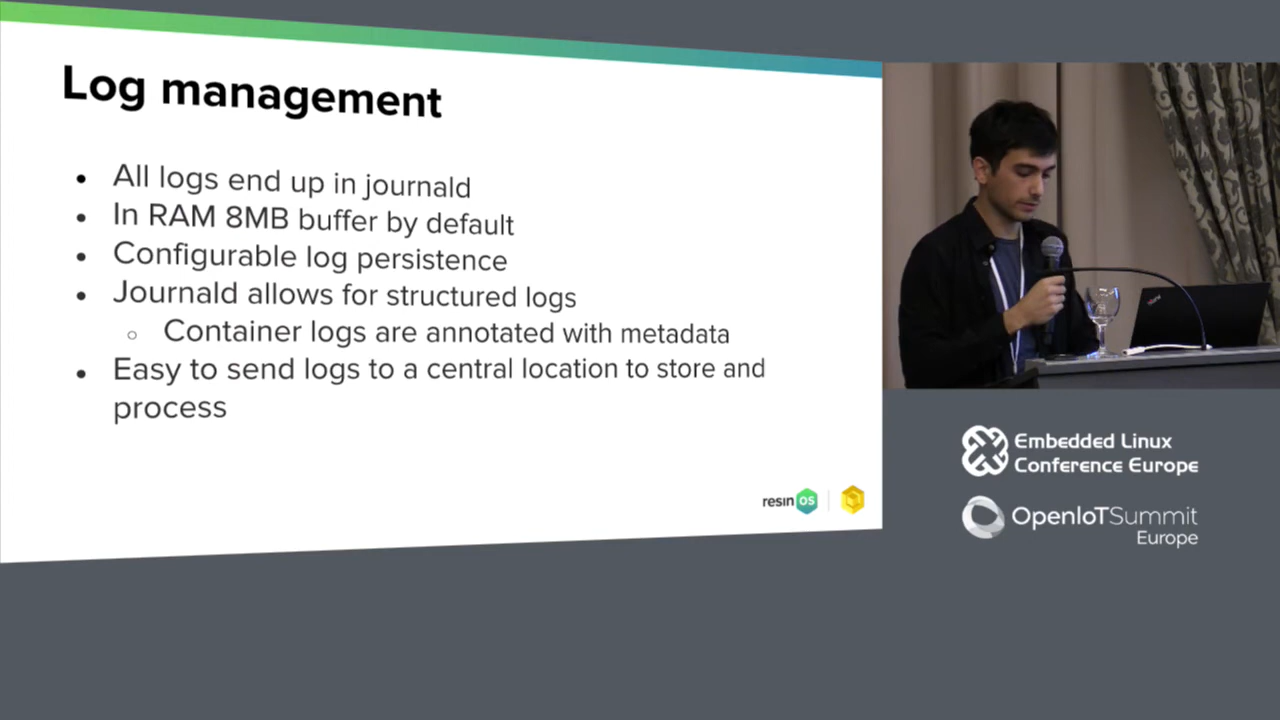 Log management
• All logs end up in journald
• In RAM 8MB buffer by default
• Configurable log persistence
• Journald allows for structured logs
○ Container logs are annotated with metadata
• Easy to send logs to a central location to store and
process
resin OS
Embedded Linux
Conference Europe
OpenIoTSummit
Europe